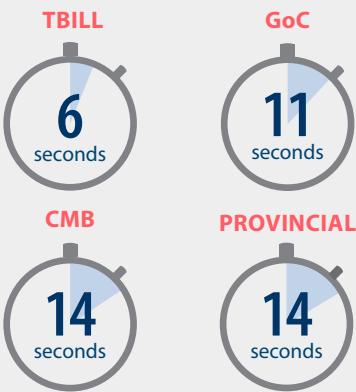 TBILL
6
seconds
GoC
11
seconds
CMB
14
seconds
PROVINCIAL
14
seconds